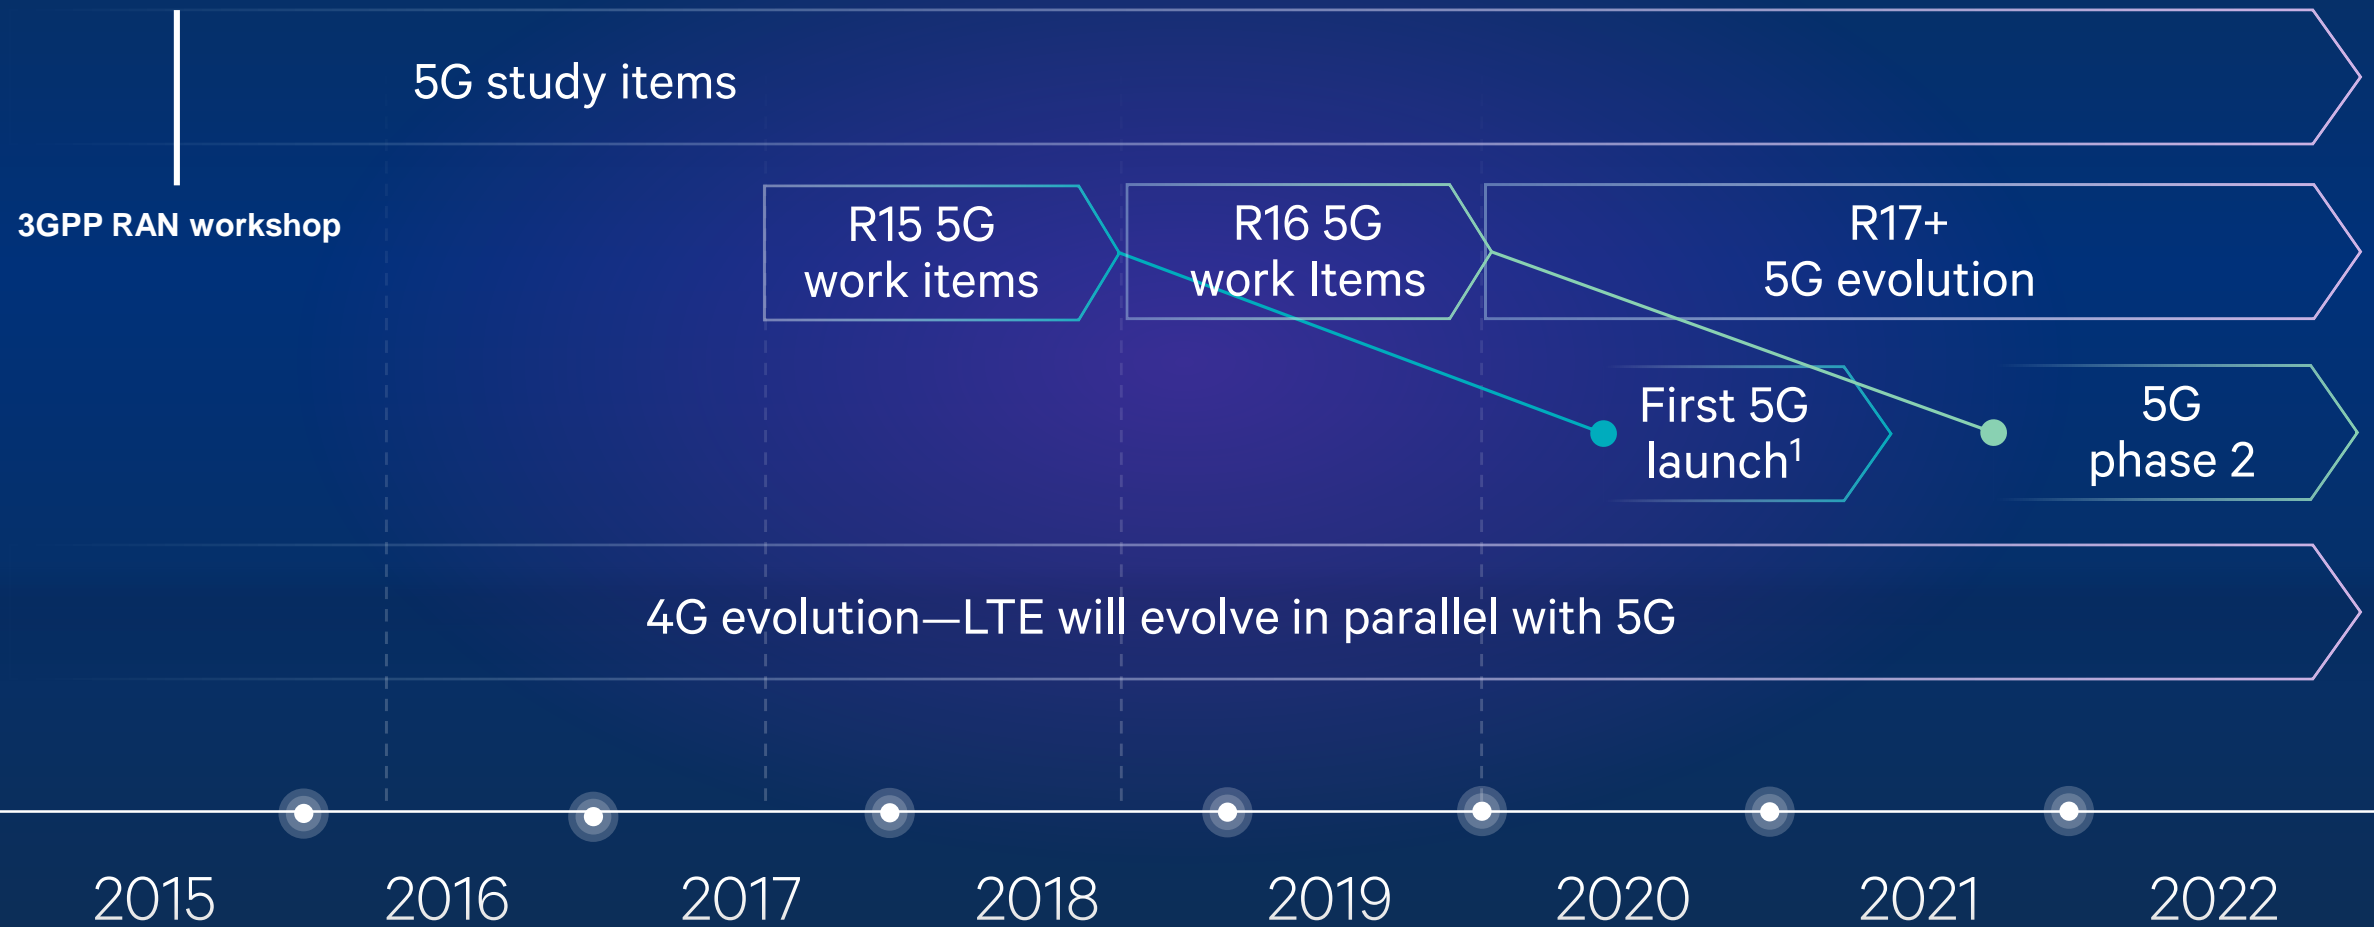 5G study items
3GPP RAN workshop
R15 5G
work items
R16 5G
work Items
R17+
5G evolution
First 5G
launch¹
5G
phase 2
4G evolution—LTE will evolve in parallel with 5G
2015
2016
2017
2018
2019
2020
2021
2022